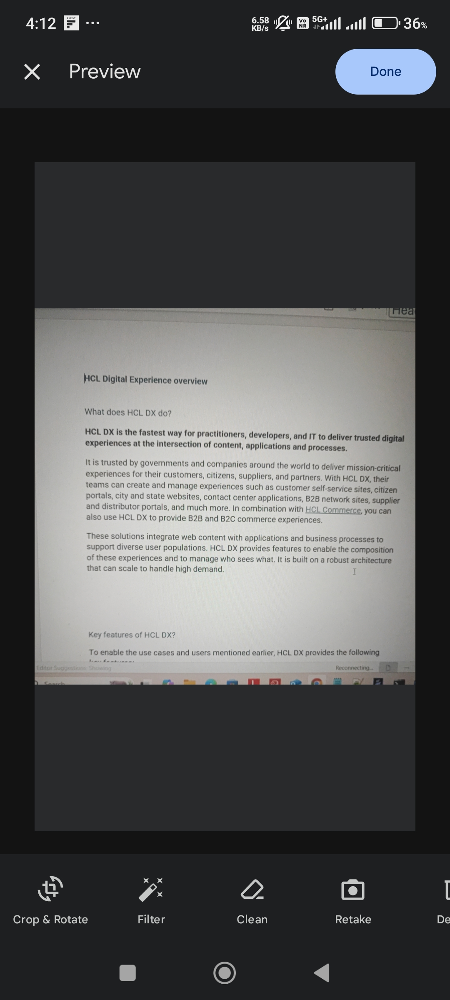 4:12 FIRST ...
6.58 KB/s Vo NR 5G+ 36%
Preview
Done
HCL Digital Experience overview
What does HCL DX do?
HCL DX is the fastest way for practitioners, developers, and IT to deliver trusted digital
experiences at the intersection of content, applications and processes.
It is trusted by governments and companies around the world to deliver mission-critical
experiences for their customers, citizens, suppliers, and partners. With HCL DX, their
teams can create and manage experiences such as customer self-service sites, citizen
portals, city and state websites, contact center applications, B2B network sites, supplier
and distributor portals, and much more. In combination with HCL Commerce, you can
also use HCL DX to provide B2B and B2C commerce experiences.
These solutions integrate web content with applications and business processes to
support diverse user populations. HCL DX provides features to enable the composition
of these experiences and to manage who sees what. It is built on a robust architecture
that can scale to handle high demand.
Key features of HCL DX?
To enable the use cases and users mentioned earlier, HCL DX provides the following
Editor Suggestions: Showing
Reconnecting...
Crop & Rotate
Filter
Clean
Retake